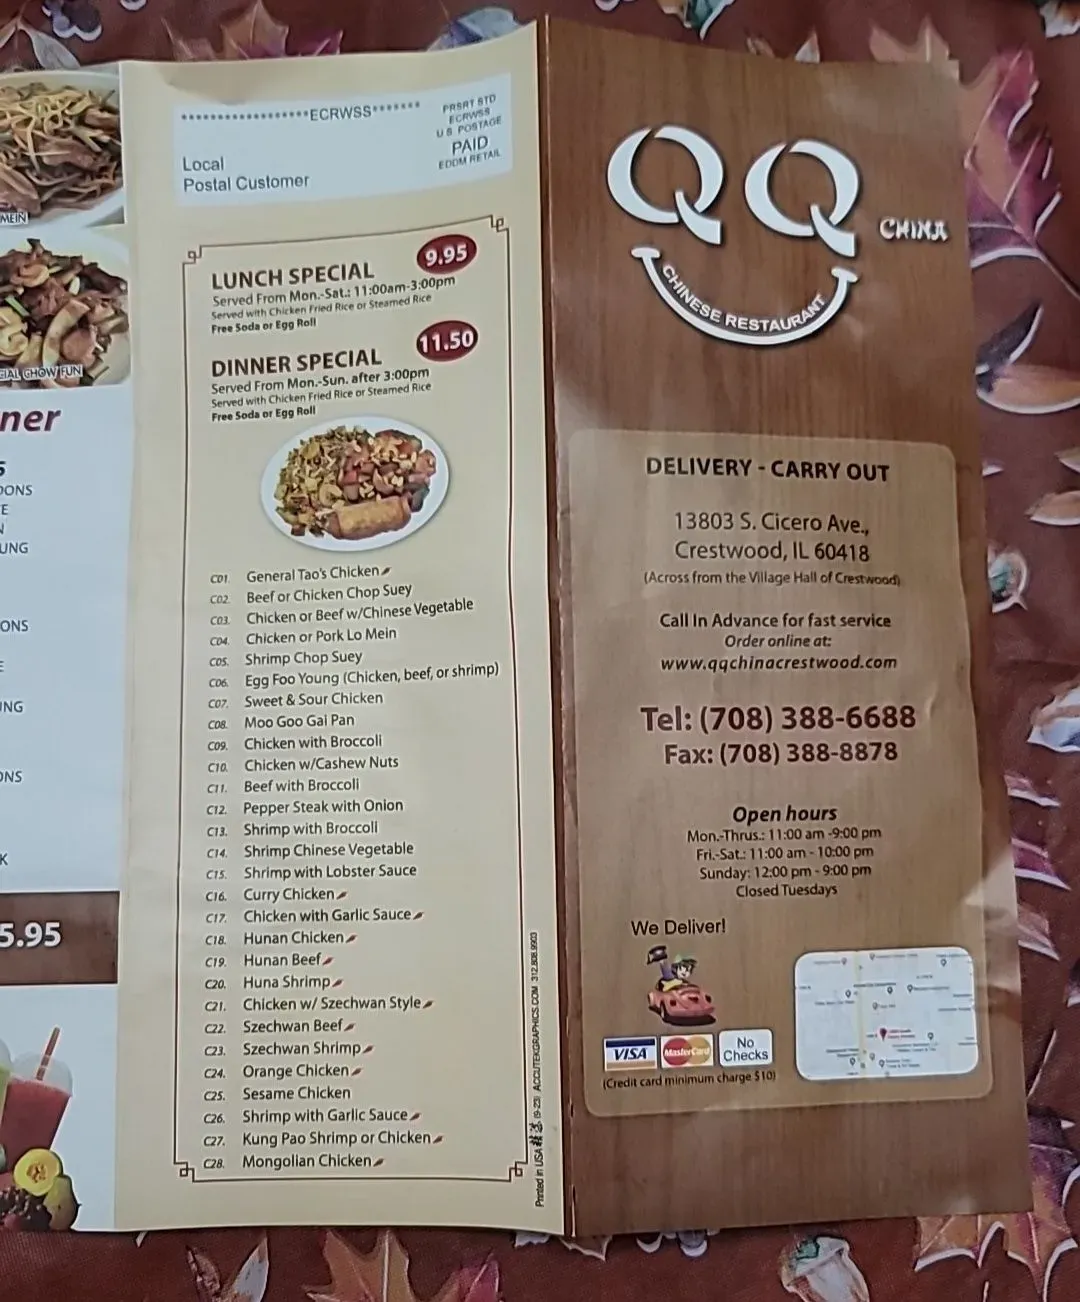 MEIN
CIAL CHOW FUN
ner
5
OONS
E
N
UNG
ONS
E
UNG
ONS
K
5.95
******************ECRWSS*******
PRSRT STD
ECRWSS
U S POSTAGE
PAID
EDDM RETAIL
Local
Postal Customer
LUNCH SPECIAL 9.95
Served From Mon.-Sat.: 11:00am-3:00pm
Served with Chicken Fried Rice or Steamed Rice
Free Soda or Egg Roll
DINNER SPECIAL 11.50
Served From Mon.-Sun. after 3:00pm
Served with Chicken Fried Rice or Steamed Rice
Free Soda or Egg Roll
C01. General Tao's Chicken
C02. Beef or Chicken Chop Suey
C03. Chicken or Beef w/Chinese Vegetable
C04. Chicken or Pork Lo Mein
C05. Shrimp Chop Suey
C06. Egg Foo Young (Chicken, beef, or shrimp)
C07. Sweet & Sour Chicken
C08. Moo Goo Gai Pan
C09. Chicken with Broccoli
C10. Chicken w/Cashew Nuts
C11. Beef with Broccoli
C12. Pepper Steak with Onion
C13. Shrimp with Broccoli
C14. Shrimp Chinese Vegetable
C15. Shrimp with Lobster Sauce
C16. Curry Chicken
C17. Chicken with Garlic Sauce
C18. Hunan Chicken
C19. Hunan Beef
C20. Huna Shrimp
C21. Chicken w/ Szechwan Style
C22. Szechwan Beef
C23. Szechwan Shrimp
C24. Orange Chicken
C25. Sesame Chicken
C26. Shrimp with Garlic Sauce
C27. Kung Pao Shrimp or Chicken
C28. Mongolian Chicken
Printed in USA (9-23) ACCUTEKGRAPHICS.COM 312.808.9903
QQ CHINA
CHINESE RESTAURANT
DELIVERY - CARRY OUT
13803 S. Cicero Ave.,
Crestwood, IL 60418
(Across from the Village Hall of Crestwood)
Call In Advance for fast service
Order online at:
www.qqchinacrestwood.com
Tel: (708) 388-6688
Fax: (708) 388-8878
Open hours
Mon.-Thrus.: 11:00 am -9:00 pm
Fri.-Sat.: 11:00 am - 10:00 pm
Sunday: 12:00 pm - 9:00 pm
Closed Tuesdays
We Deliver!
VISA MasterCard No Checks
(Credit card minimum charge $10)